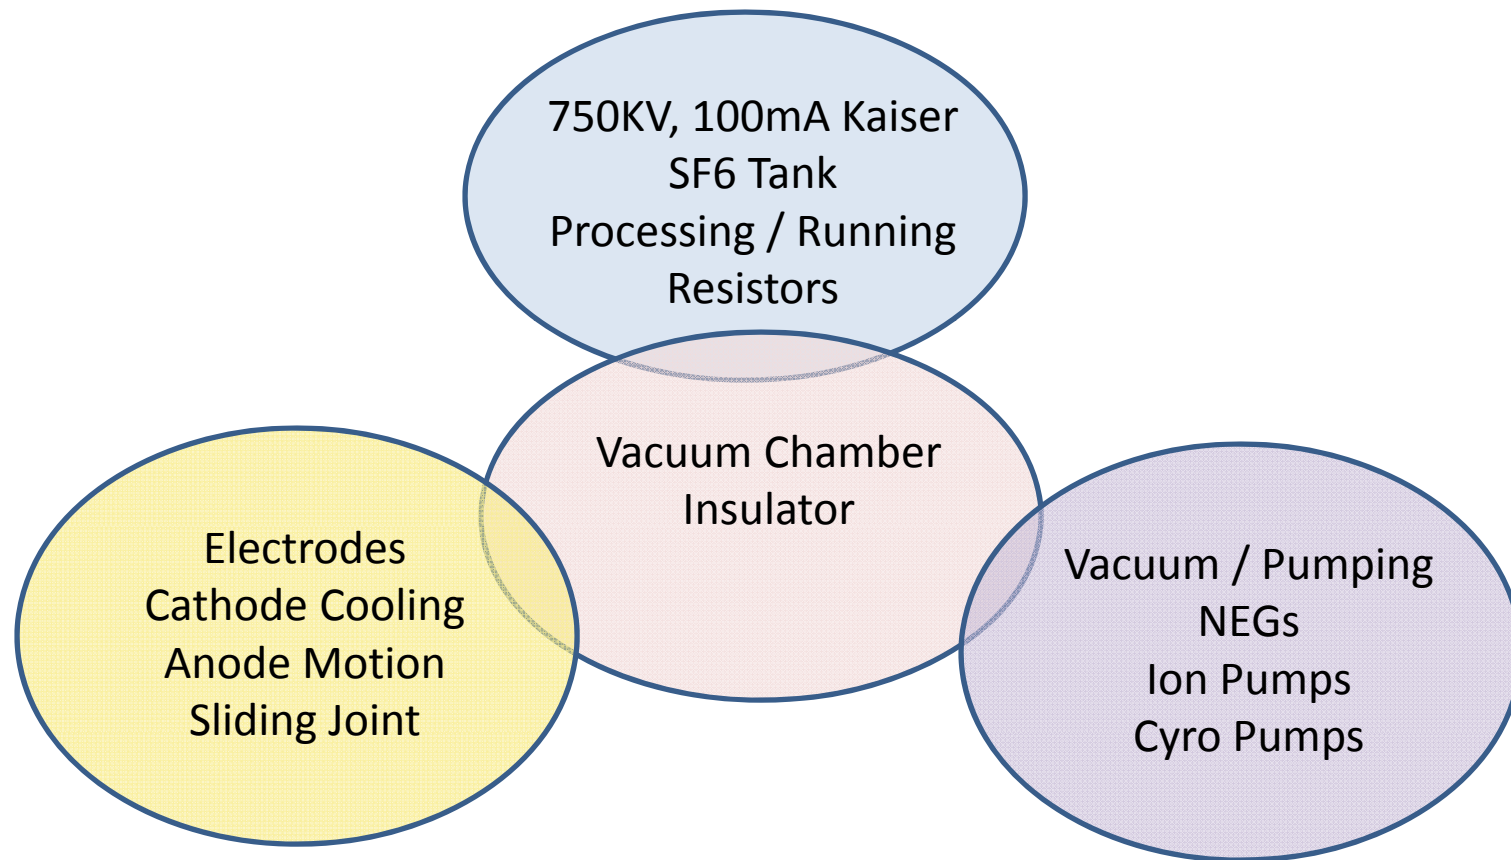 750KV, 100mA Kaiser
SF6 Tank
Processing / Running
Resistors
Vacuum Chamber
Insulator
Electrodes
Cathode Cooling
Anode Motion
Sliding Joint
Vacuum / Pumping
NEGs
Ion Pumps
Cyro Pumps